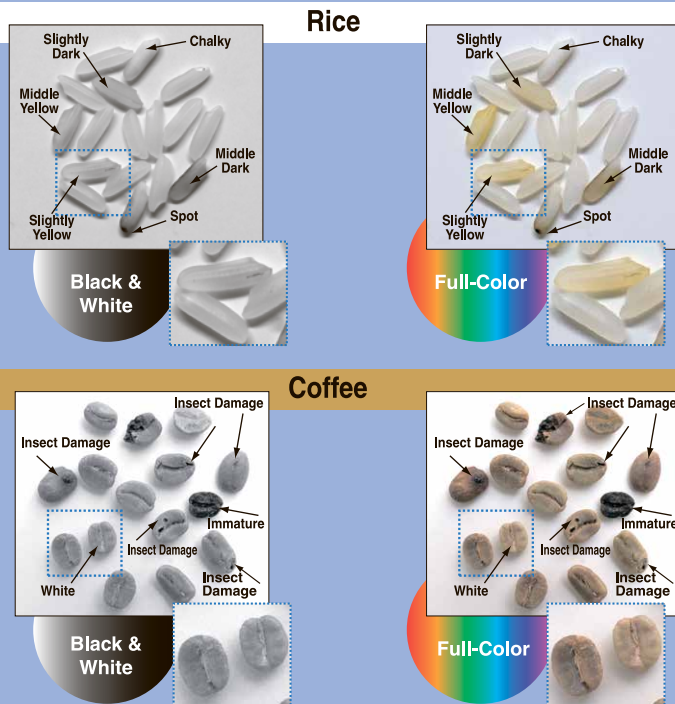 Rice
Slightly
Dark
Chalky
Middle
Yellow
Middle
Dark
Slightly
Yellow
Spot
Black &
White
Slightly
Dark
Chalky
Middle
Yellow
Middle
Dark
Slightly
Yellow
Spot
Full-Color
Coffee
Insect Damage
Insect Damage
Immature
Insect Damage
White
Insect
Damage
Black &
White
Insect Damage
Insect Damage
Immature
Insect Damage
White
Insect
Damage
Full-Color